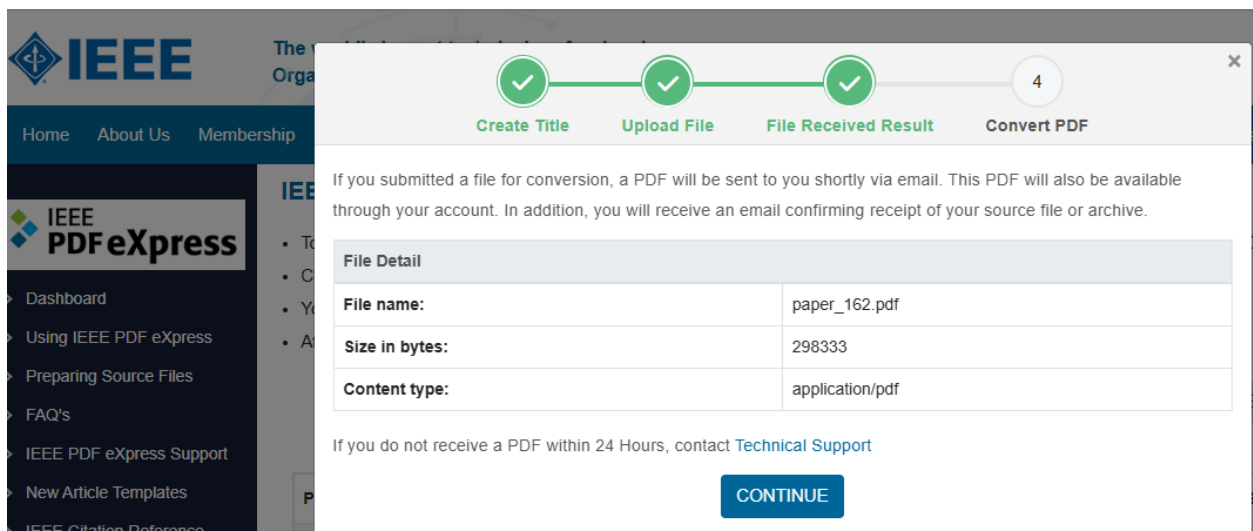 IEEE
The
Orga
Home About Us Membership
IEEE
PDF eXpress
Dashboard
Using IEEE PDF eXpress
Preparing Source Files
FAQ's
IEEE PDF eXpress Support
New Article Templates
IEEE Citation Reference
×
4
Create Title Upload File File Received Result Convert PDF
If you submitted a file for conversion, a PDF will be sent to you shortly via email. This PDF will also be available
through your account. In addition, you will receive an email confirming receipt of your source file or archive.
File Detail
File name: paper_162.pdf
Size in bytes: 298333
Content type: application/pdf
If you do not receive a PDF within 24 Hours, contact Technical Support
CONTINUE